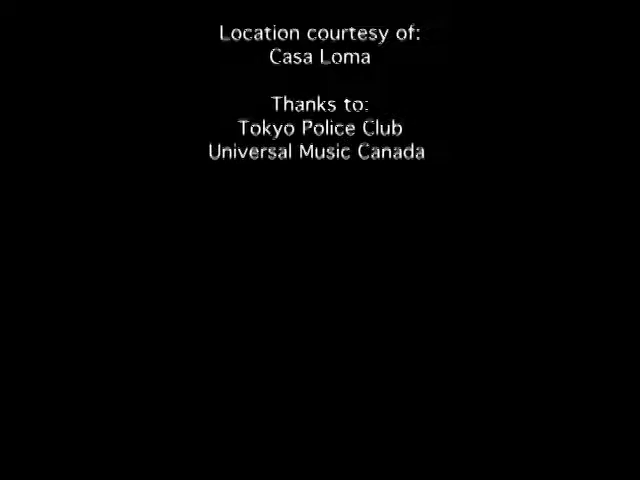 Location courtesy of:
Casa Loma
Thanks to:
Tokyo Police Club
Universal Music Canada